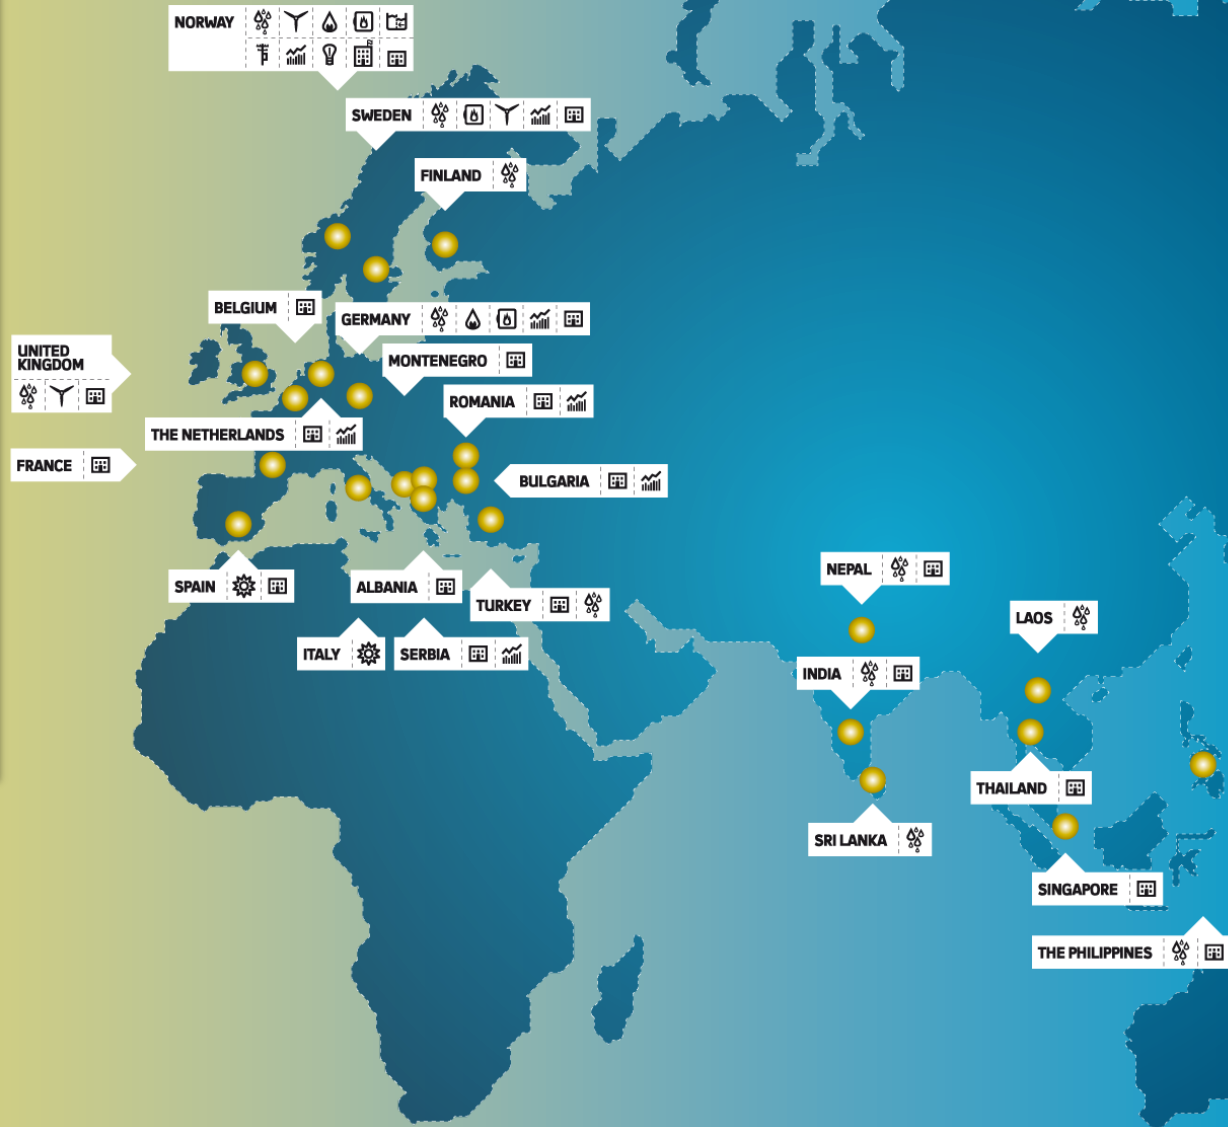 NORWAY
SWEDEN
FINLAND
BELGIUM
GERMANY
UNITED
KINGDOM
MONTENEGRO
ROMANIA
THE NETHERLANDS
FRANCE
BULGARIA
SPAIN
ALBANIA
TURKEY
ITALY
SERBIA
NEPAL
LAOS
INDIA
THAILAND
SRI LANKA
SINGAPORE
THE PHILIPPINES